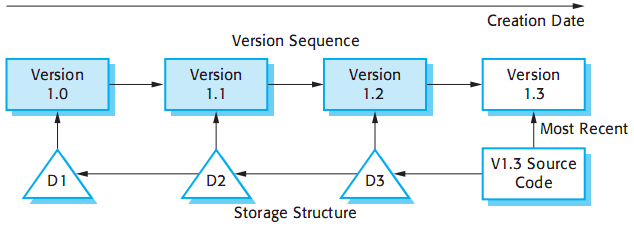 Creation Date
Version Sequence
Version
1.0
Version
1.1
Version
1.2
Version
1.3
Most Recent
D1
D2
D3
V1.3 Source
Code
Storage Structure